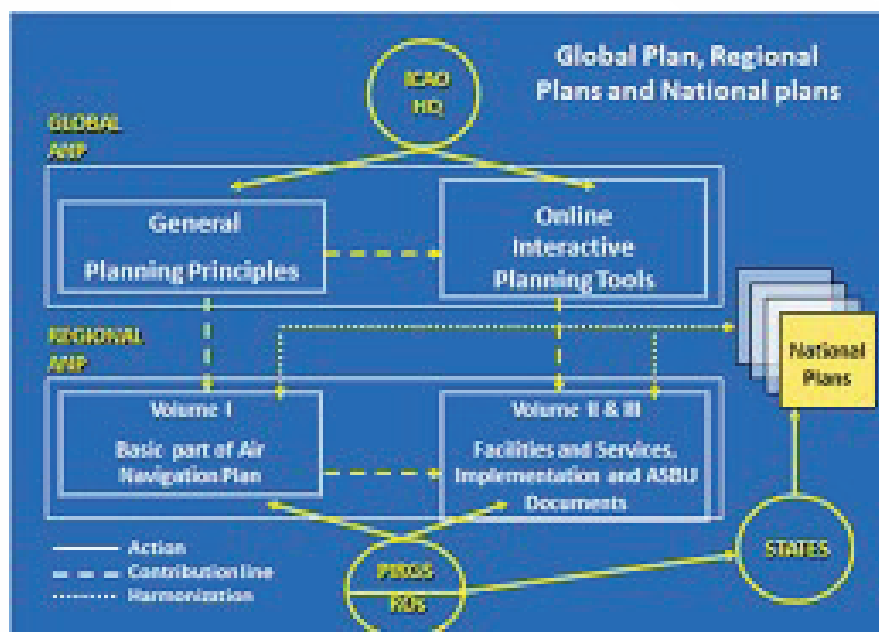 Global Plan, Regional
Plans and National plans
ICAO
HQ
GLOBAL
ANP
General
Planning Principles
Online
Interactive
Planning Tools
REGIONAL
ANP
National
Plans
Volume I
Basic part of Air
Navigation Plan
Volume II & III
Facilities and Services,
Implementation and ASBU
Documents
Action
Contribution line
Harmonization
PIRGS
ROs
STATES